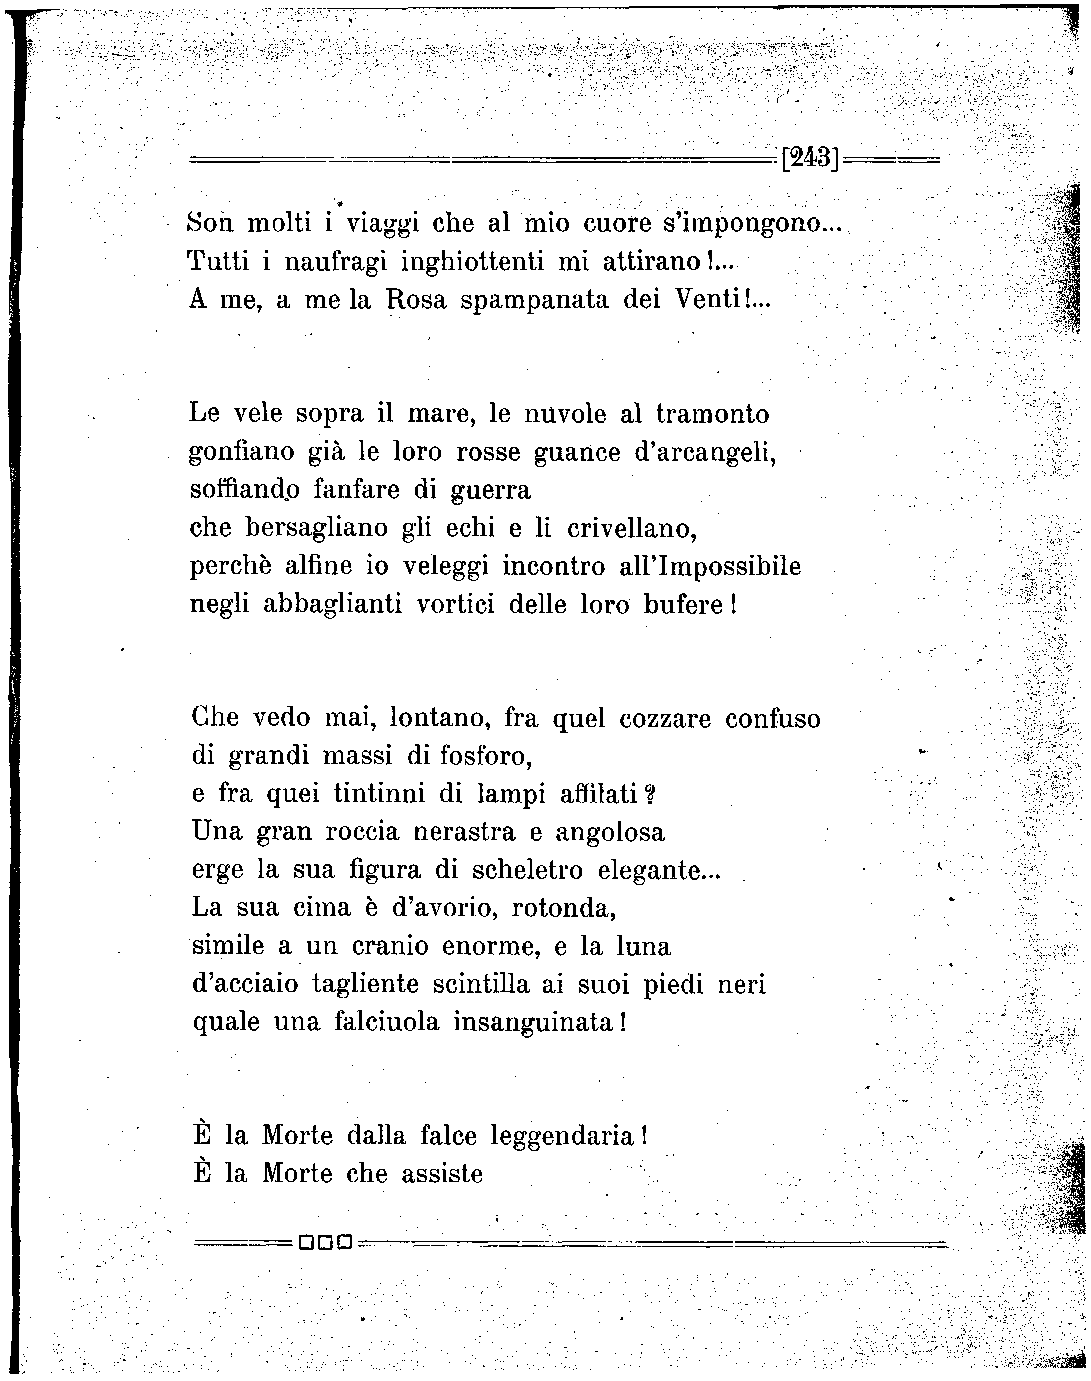 [243]
Son molti i viaggi che al mio cuore s'impongono...
Tutti i naufragi inghiottenti mi attirano!...
A me, a me la Rosa spampanata dei Venti!...
Le vele sopra il mare, le nuvole al tramonto
gonfiano già le loro rosse guance d'arcangeli,
soffiando fanfare di guerra
che bersagliano gli echi e li crivellano,
perchè alfine io veleggi incontro all'Impossibile
negli abbaglianti vortici delle loro bufere!
Che vedo mai, lontano, fra quel cozzare confuso
di grandi massi di fosforo,
e fra quei tintinni di lampi affilati?
Una gran roccia nerastra e angolosa
erge la sua figura di scheletro elegante...
La sua cima è d'avorio, rotonda,
simile a un cranio enorme, e la luna
d'acciaio tagliente scintilla ai suoi piedi neri
quale una falciuola insanguinata!
È la Morte dalla falce leggendaria!
È la Morte che assiste